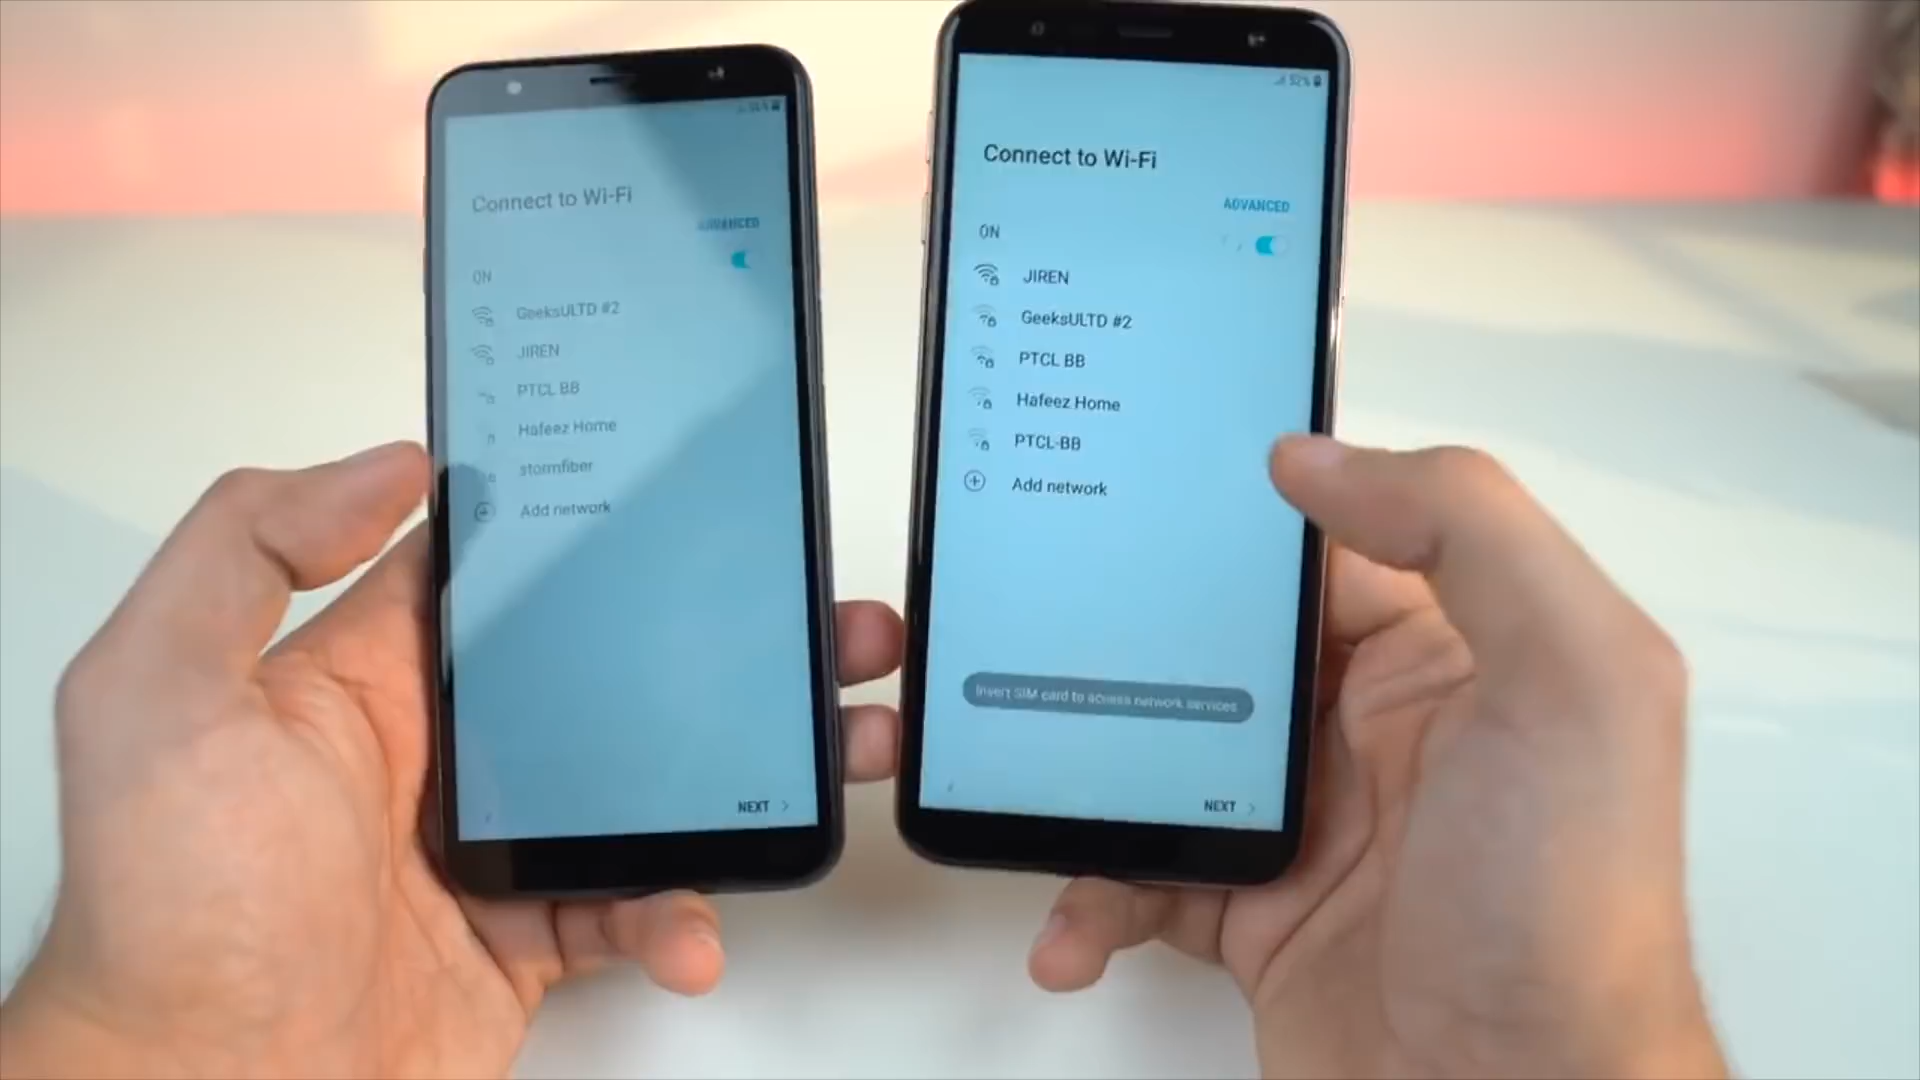 Connect to Wi-Fi
ADVANCED
ON
GeeksULTD #2
JIREN
PTCL BB
Hafeez Home
stormfiber
Add network
NEXT
52%
Connect to Wi-Fi
ADVANCED
ON
JIREN
GeeksULTD #2
PTCL BB
Hafeez Home
PTCL-BB
Add network
Invert SIM card to access network services
NEXT